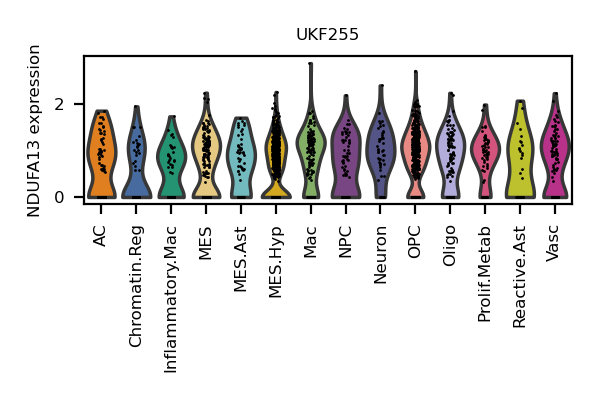 UKF255
NDUFA13 expression
2
0
AC
Chromatin.Reg
Inflammatory.Mac
MES
MES.Ast
MES.Hyp
Mac
NPC
Neuron
OPC
Oligo
Prolif.Metab
Reactive.Ast
Vasc